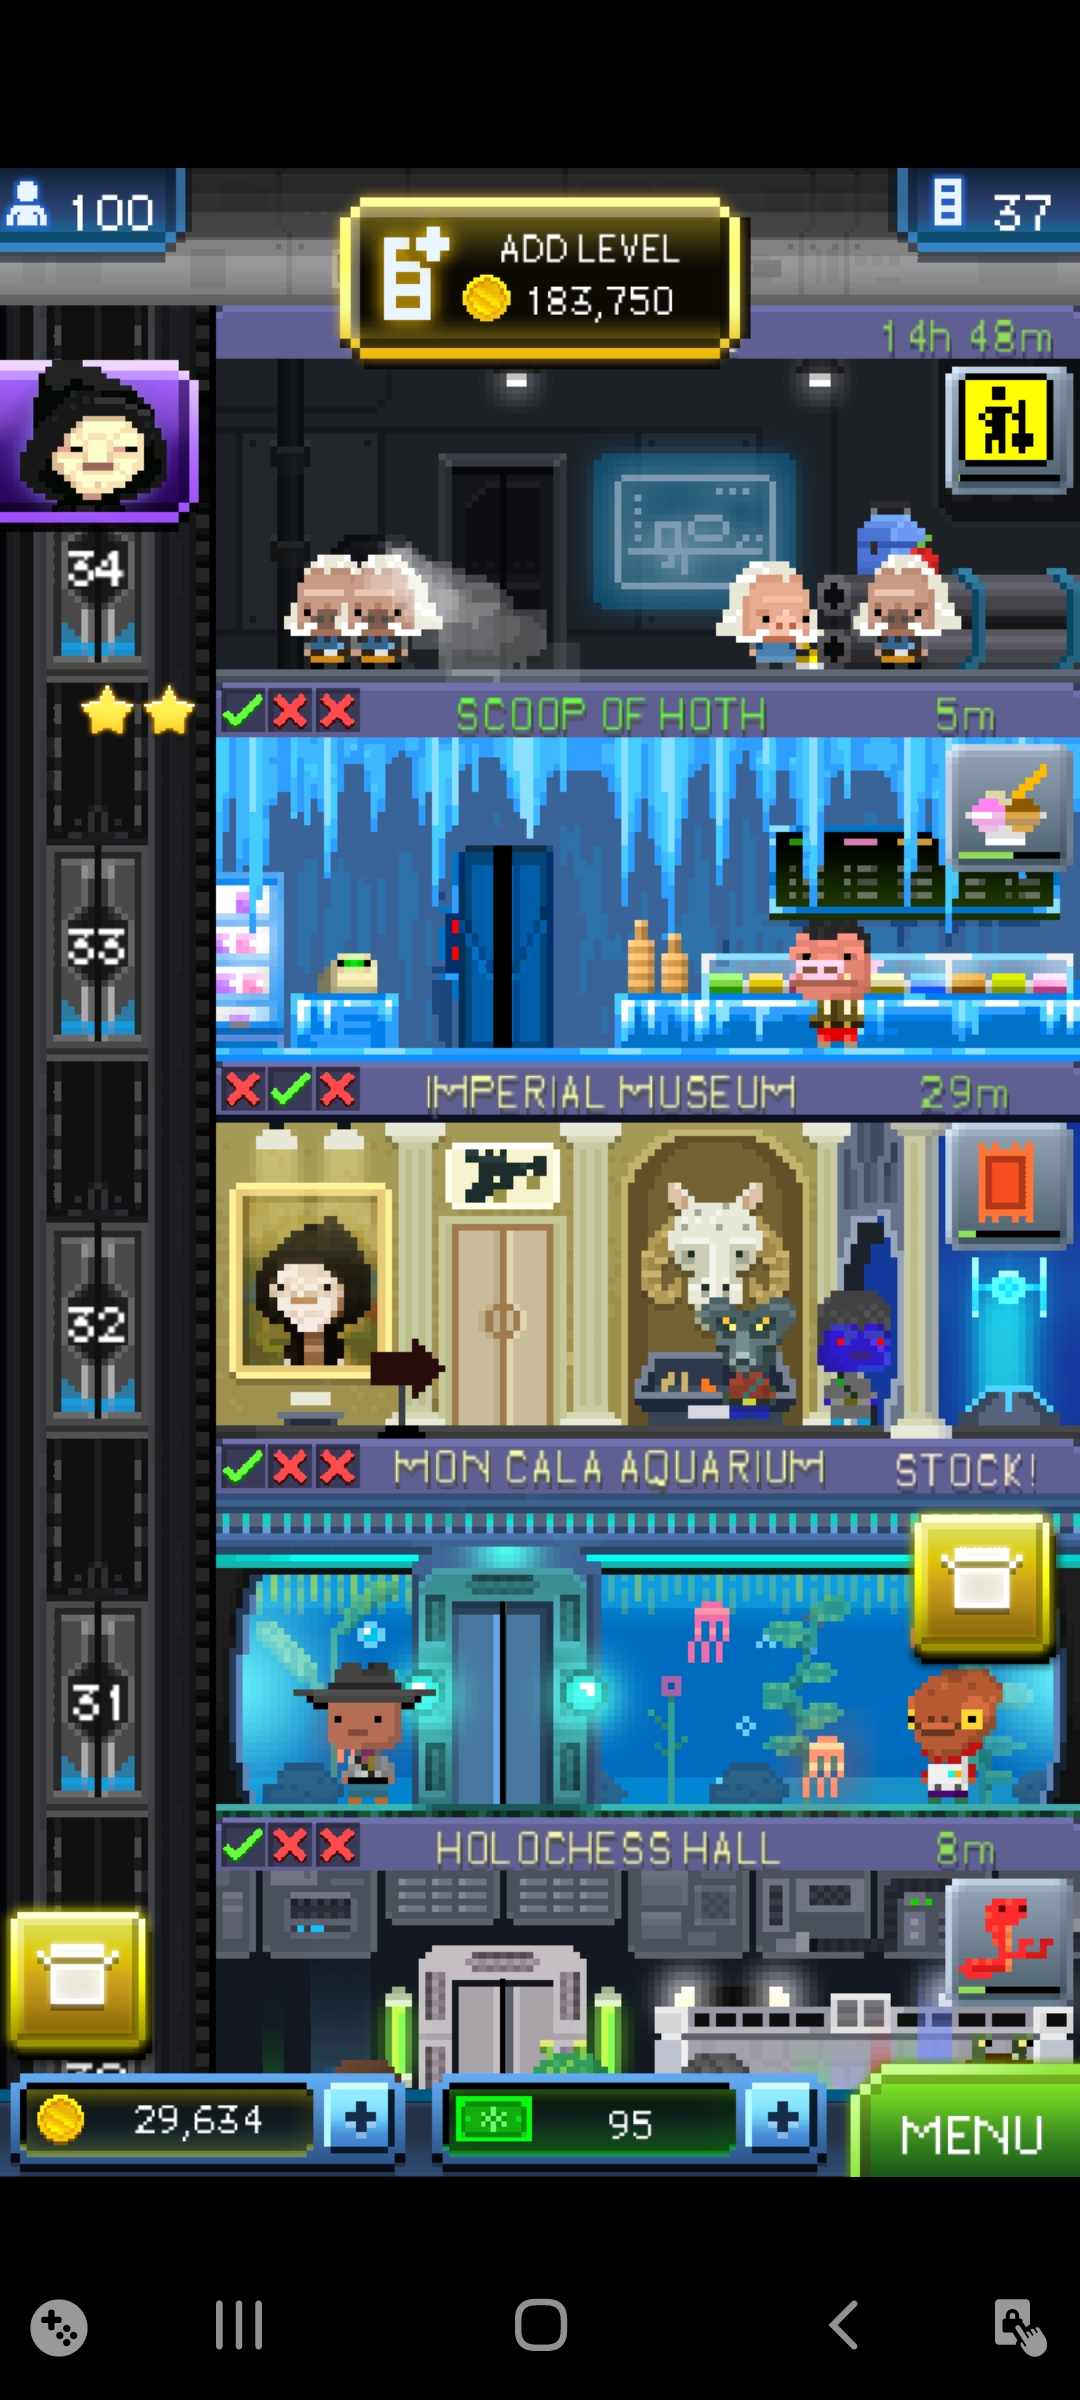 100
37
ADD LEVEL
183,750
14h 48m
34
SCOOP OF HOTH
5m
33
IMPERIAL MUSEUM
29m
32
MON CALA AQUARIUM
STOCK!
31
HOLOCHESS HALL
8m
29,634
95
MENU